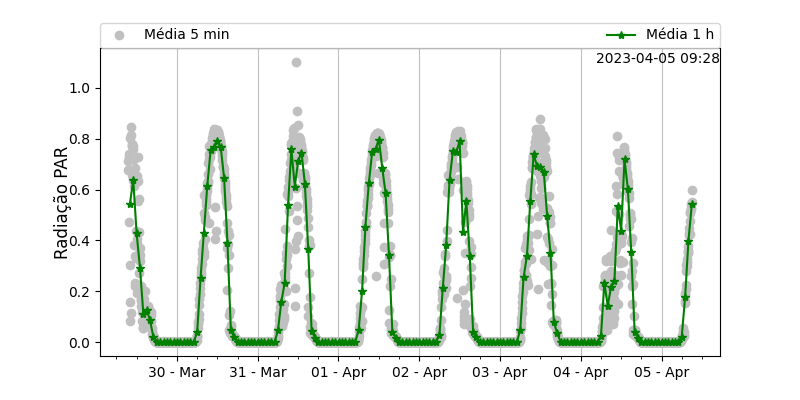 Média 5 min
Média 1 h
2023-04-05 09:28
Radiação PAR
1.0
0.8
0.6
0.4
0.2
0.0
30 - Mar
31 - Mar
01 - Apr
02 - Apr
03 - Apr
04 - Apr
05 - Apr